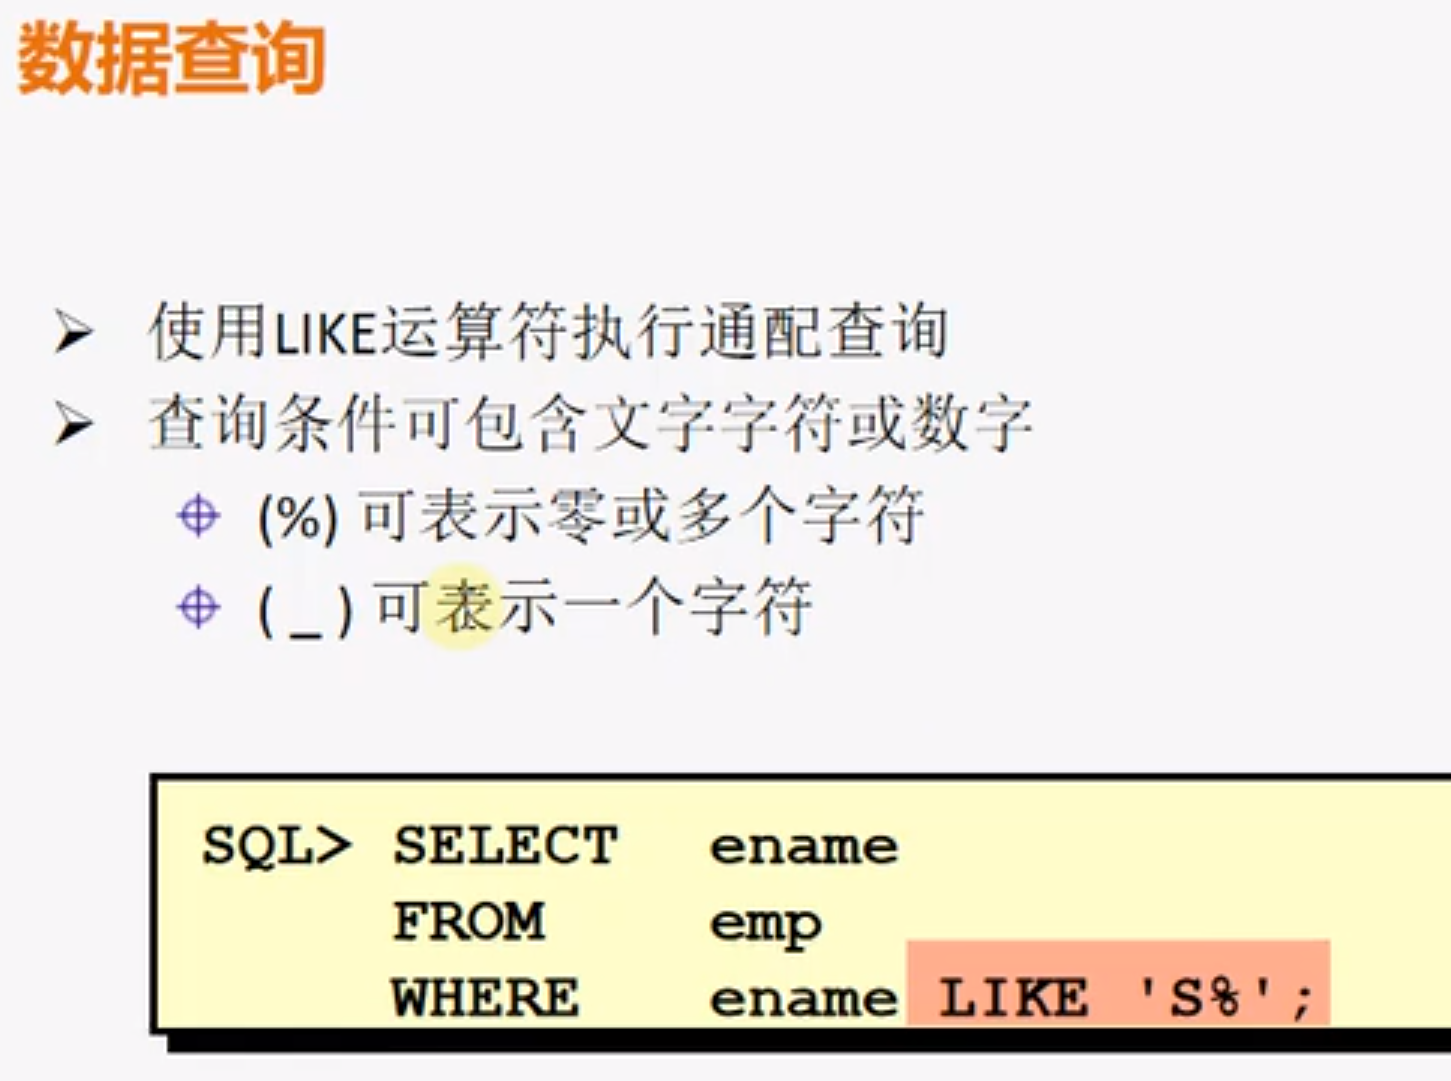 数据查询
使用LIKE运算符执行通配查询
查询条件可包含文字字符或数字
(%) 可表示零或多个字符
( _ ) 可表示一个字符
SQL> SELECT ename
FROM emp
WHERE ename LIKE 'S%';